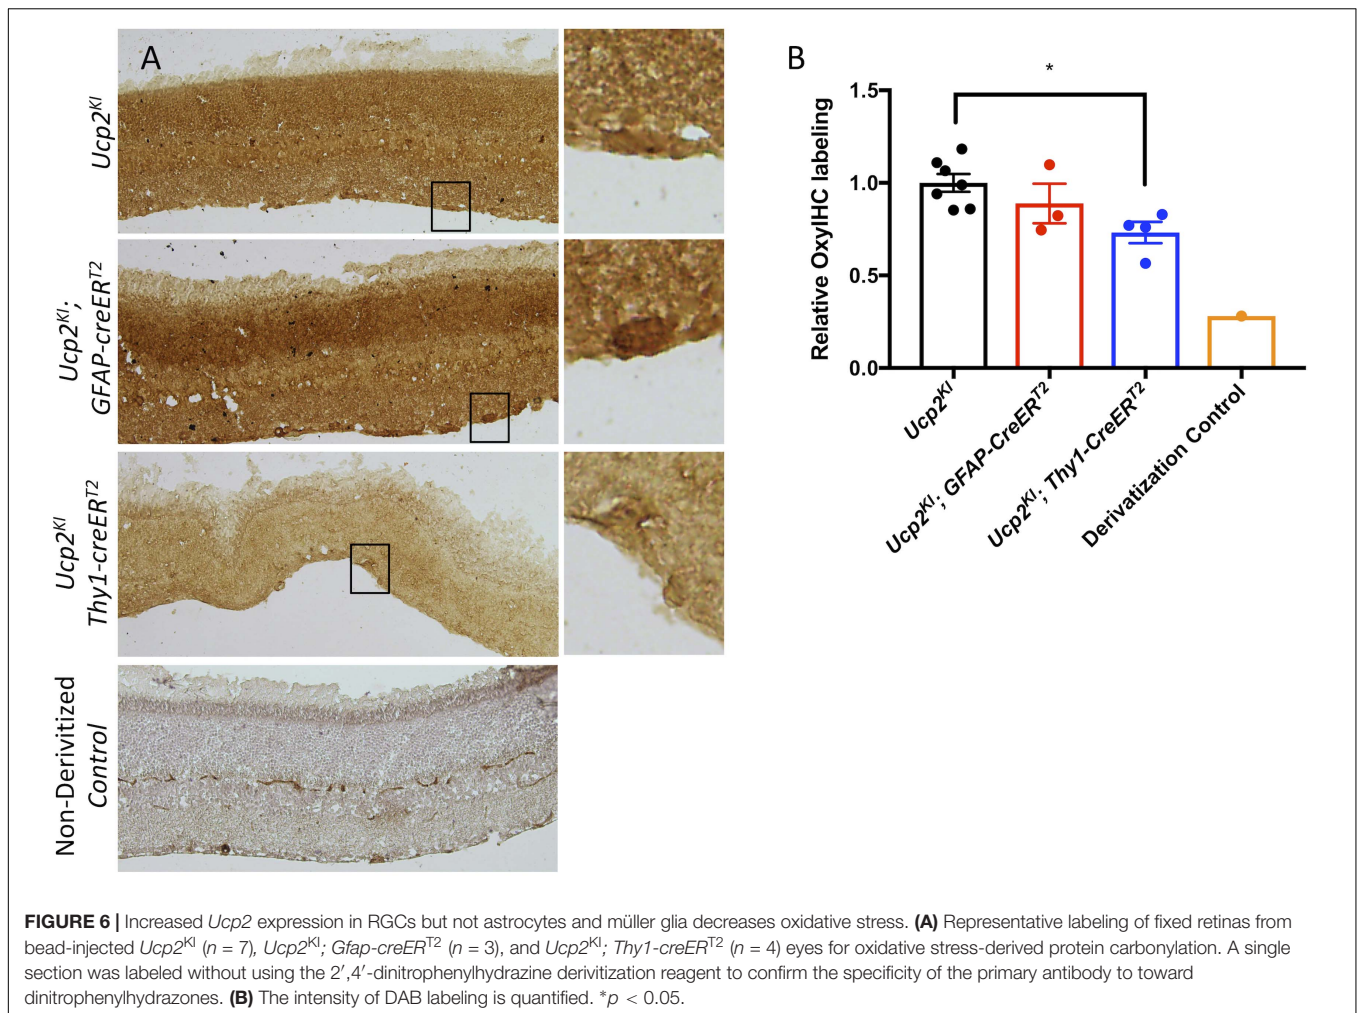 A
Ucp2KI
Ucp2KI;
GFAP-creERT2
Ucp2KI
Thy1-creERT2
Non-Derivitized
Control
B
*
Relative OxyIHC labeling
1.5
1.0
0.5
0.0
Ucp2KI
Ucp2KI; GFAP-CreERT2
Ucp2KI; Thy1-CreERT2
Derivatization Control
FIGURE 6 | Increased Ucp2 expression in RGCs but not astrocytes and müller glia decreases oxidative stress. (A) Representative labeling of fixed retinas from
bead-injected Ucp2KI (n = 7), Ucp2KI; Gfap-creERT2 (n = 3), and Ucp2KI; Thy1-creERT2 (n = 4) eyes for oxidative stress-derived protein carbonylation. A single
section was labeled without using the 2′,4′-dinitrophenylhydrazine derivitization reagent to confirm the specificity of the primary antibody to toward
dinitrophenylhydrazones. (B) The intensity of DAB labeling is quantified. *p < 0.05.